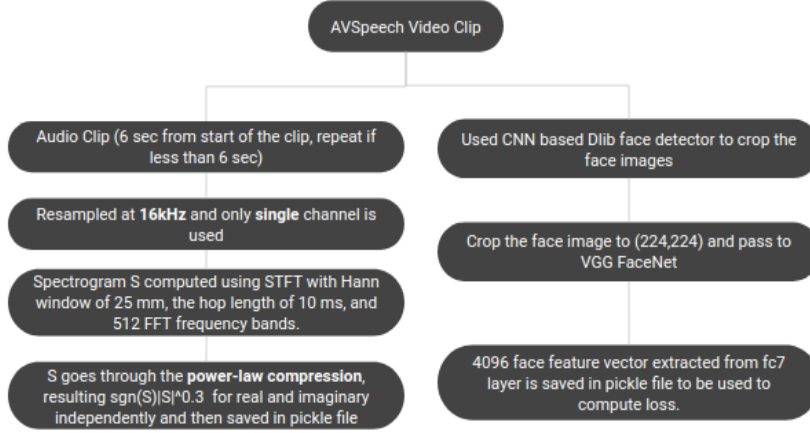 AVSpeech Video Clip
Audio Clip (6 sec from start of the clip, repeat if
less than 6 sec)
Resampled at 16kHz and only single channel is
used
Spectrogram S computed using STFT with Hann
window of 25 mm, the hop length of 10 ms, and
512 FFT frequency bands.
S goes through the power-law compression,
resulting sgn(S)|S|^0.3 for real and imaginary
independently and then saved in pickle file
Used CNN based Dlib face detector to crop the
face images
Crop the face image to (224,224) and pass to
VGG FaceNet
4096 face feature vector extracted from fc7
layer is saved in pickle file to be used to
compute loss.